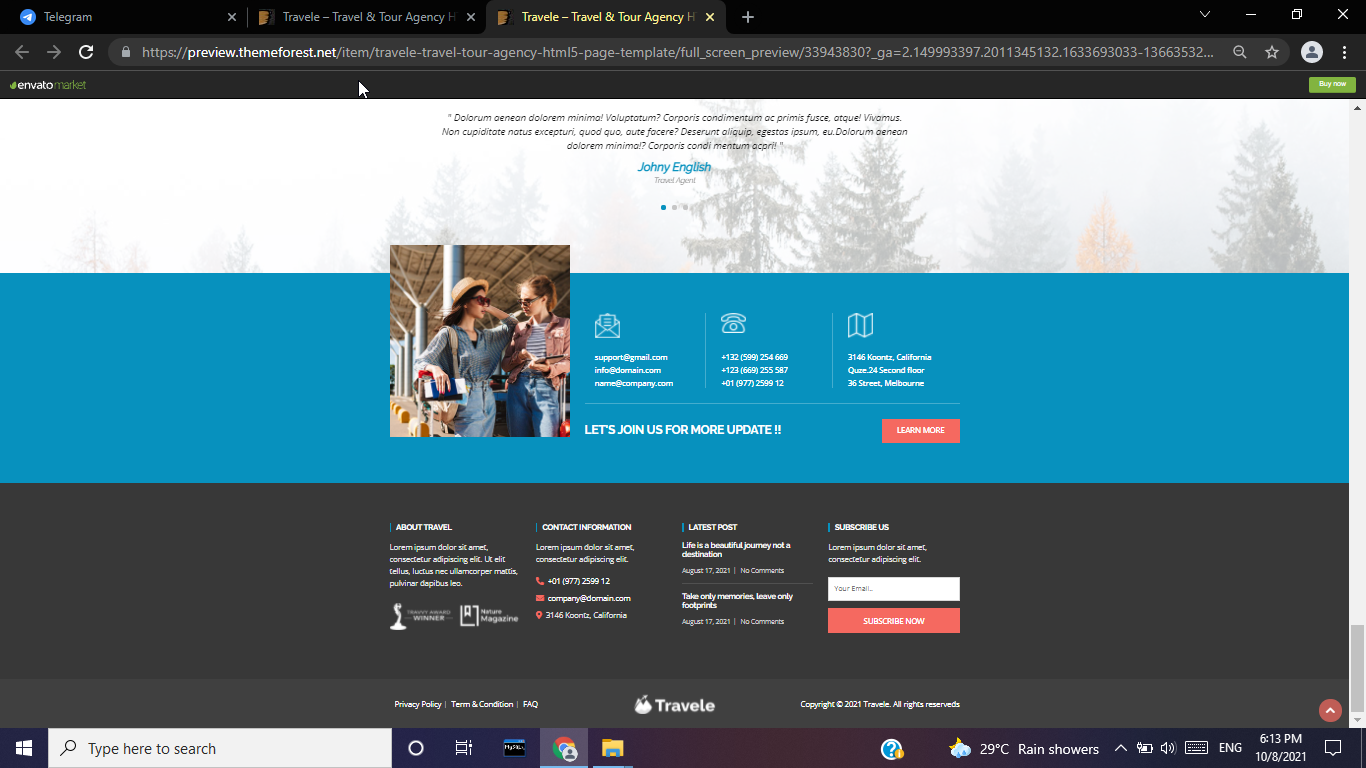 Telegram
Travele – Travel & Tour Agency H
Travele – Travel & Tour Agency H
https://preview.themeforest.net/item/travele-travel-tour-agency-html5-page-template/full_screen_preview/33943830?_ga=2.149993397.2011345132.1633693033-13663532...
envato market
Buy now
" Dolorum aenean dolorem minima! Voluptatum? Corporis condimentum ac primis fusce, atque! Vivamus.
Non cupiditate natus excepturi, quod quo, aute facere? Deserunt aliquip, egestas ipsum, eu.Dolorum aenean
dolorem minima!? Corporis condi mentum acpri! "
Johny English
Travel Agent
support@gmail.com
info@domain.com
name@company.com
+132 (599) 254 669
+123 (669) 255 587
+01 (977) 2599 12
3146 Koontz, California
Quze.24 Second floor
36 Street, Melbourne
LET'S JOIN US FOR MORE UPDATE !!
LEARN MORE
ABOUT TRAVEL
Lorem ipsum dolor sit amet,
consectetur adipiscing elit. Ut elit
tellus, luctus nec ullamcorper mattis,
pulvinar dapibus leo.
TRAVVY AWARD
WINNER
Nature
Magazine
CONTACT INFORMATION
Lorem ipsum dolor sit amet,
consectetur adipiscing elit.
+01 (977) 2599 12
company@domain.com
3146 Koontz, California
LATEST POST
Life is a beautiful journey not a
destination
August 17, 2021 | No Comments
Take only memories, leave only
footprints
August 17, 2021 | No Comments
SUBSCRIBE US
Lorem ipsum dolor sit amet,
consectetur adipiscing elit.
Your Email..
SUBSCRIBE NOW
Privacy Policy | Term & Condition | FAQ
Travele
Copyright © 2021 Travele. All rights reserveds
Type here to search
MySQL
29°C Rain showers
ENG
6:13 PM
10/8/2021